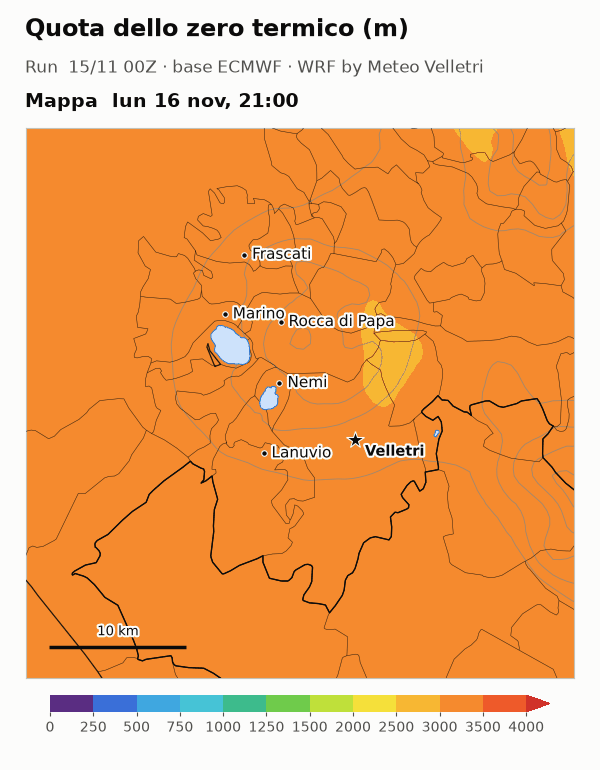 Quota dello zero termico (m)
Run  15/11 00Z · base ECMWF · WRF by Meteo Velletri
Mappa  lun 16 nov, 21:00
Frascati
Marino
Rocca di Papa
Nemi
Velletri
Lanuvio
10 km
0 250 500 750 1000 1250 1500 2000 2500 3000 3500 4000